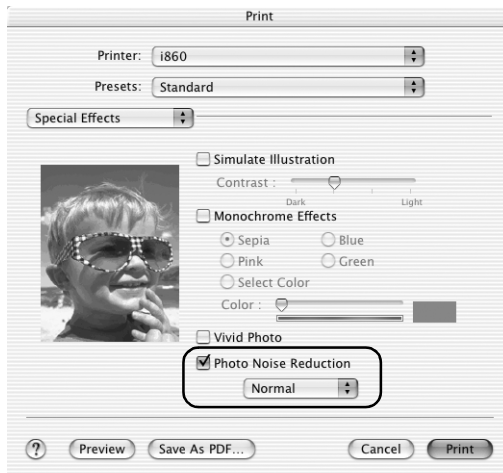 Print
Printer: i860
Presets: Standard
Special Effects
Simulate Illustration
Contrast :
Dark Light
Monochrome Effects
Sepia Blue
Pink Green
Select Color
Color :
Vivid Photo
Photo Noise Reduction
Normal
? Preview Save As PDF... Cancel Print